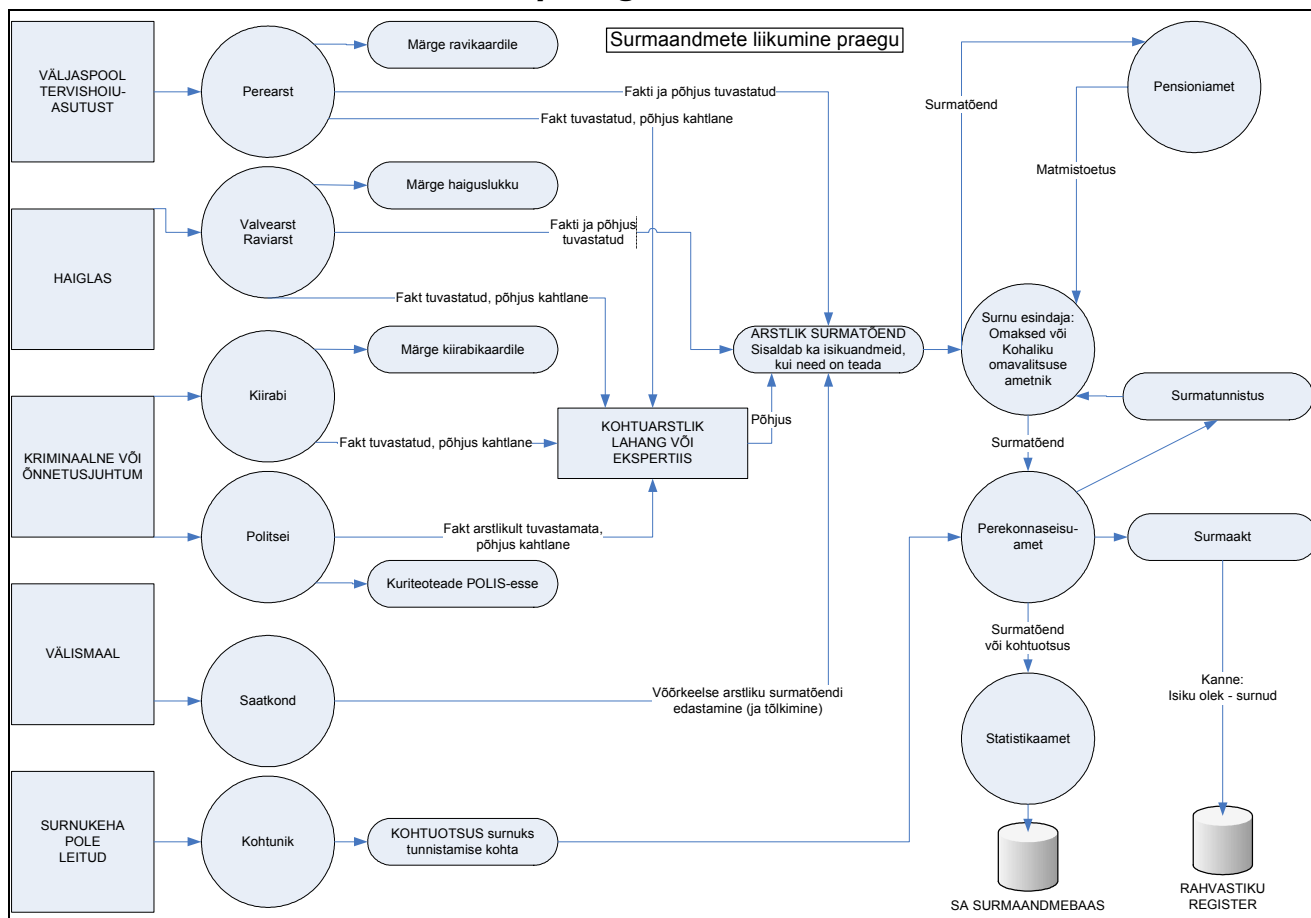 Surmaandmete liikumine praegu
VÄLJASPOOL
TERVISHOIU-
ASUTUST
Perearst
Märge ravikaardile
Fakti ja põhjus tuvastatud
Fakt tuvastatud, põhjus kahtlane
Surmatõend
Pensioniamet
Matmistoetus
HAIGLAS
Valvearst
Raviarst
Märge haiguslukku
Fakti ja põhjus
tuvastatud
Fakt tuvastatud, põhjus kahtlane
KRIMINAALNE VÕI
ÕNNETUSJUHTUM
Kiirabi
Märge kiirabikaardile
Fakt tuvastatud, põhjus kahtlane
ARSTLIK SURMATÕEND
Sisaldab ka isikuandmeid,
kui need on teada
Surnu esindaja:
Omaksed või
Kohaliku
omavalitsuse
ametnik
Surmatunnistus
KOHTUARSTLIK
LAHANG VÕI
EKSPERTIIS
Põhjus
Surmatõend
Politsei
Fakt arstlikult tuvastamata,
põhjus kahtlane
Kuriteoteade POLIS-esse
Perekonnaseisu-
amet
Surmaakt
VÄLISMAAL
Saatkond
Võõrkeelse arstliku surmatõendi
edastamine (ja tõlkimine)
Surmatõend
või kohtuotsus
Kanne:
Isiku olek - surnud
Statistikaamet
SURNUKEHA
POLE
LEITUD
Kohtunik
KOHTUOTSUS surnuks
tunnistamise kohta
SA SURMAANDMEBAAS
RAHVASTIKU
REGISTER